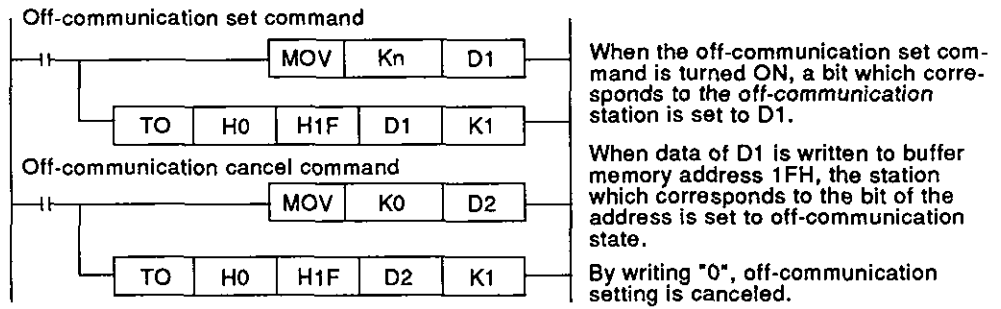 Off-communication set command
MOV Kn D1
TO H0 H1F D1 K1
Off-communication cancel command
MOV K0 D2
TO H0 H1F D2 K1
When the off-communication set com-
mand is turned ON, a bit which corre-
sponds to the off-communication
station is set to D1.
When data of D1 is written to buffer
memory address 1FH, the station
which corresponds to the bit of the
address is set to off-communication
state.
By writing "0", off-communication
setting is canceled.